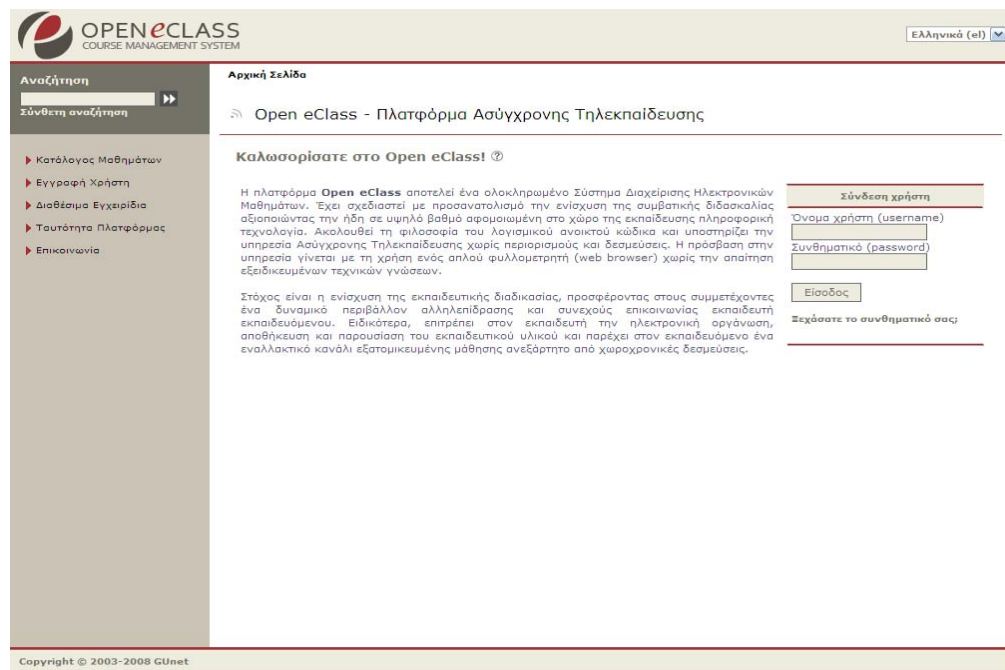 OPENeCLASS
COURSE MANAGEMENT SYSTEM
Ελληνικά (el)
Αναζήτηση
Σύνθετη αναζήτηση
Κατάλογος Μαθημάτων
Εγγραφή Χρήστη
Διαθέσιμα Εγχειρίδια
Ταυτότητα Πλατφόρμας
Επικοινωνία
Αρχική Σελίδα
Open eClass - Πλατφόρμα Ασύγχρονης Τηλεκπαίδευσης
Καλωσορίσατε στο Open eClass!
Η πλατφόρμα Open eClass αποτελεί ένα ολοκληρωμένο Σύστημα Διαχείρισης Ηλεκτρονικών
Μαθημάτων. Έχει σχεδιαστεί με προσανατολισμό την ενίσχυση της συμβατικής διδασκαλίας
αξιοποιώντας την ήδη σε υψηλό βαθμό αφομοιωμένη στο χώρο της εκπαίδευσης πληροφορική
τεχνολογία. Ακολουθεί τη φιλοσοφία του λογισμικού ανοικτού κώδικα και υποστηρίζει την
υπηρεσία Ασύγχρονης Τηλεκπαίδευσης χωρίς περιορισμούς και δεσμεύσεις. Η πρόσβαση στην
υπηρεσία γίνεται με τη χρήση ενός απλού φυλλομετρητή (web browser) χωρίς την απαίτηση
εξειδικευμένων τεχνικών γνώσεων.
Στόχος είναι η ενίσχυση της εκπαιδευτικής διαδικασίας, προσφέροντας στους συμμετέχοντες
ένα δυναμικό περιβάλλον αλληλεπίδρασης και συνεχούς επικοινωνίας εκπαιδευτή
εκπαιδευόμενου. Ειδικότερα, επιτρέπει στον εκπαιδευτή την ηλεκτρονική οργάνωση,
αποθήκευση και παρουσίαση του εκπαιδευτικού υλικού και παρέχει στον εκπαιδευόμενο ένα
εναλλακτικό κανάλι εξατομικευμένης μάθησης ανεξάρτητο από χωροχρονικές δεσμεύσεις.
Σύνδεση χρήστη
Όνομα χρήστη (username)
Συνθηματικό (password)
Είσοδος
Ξεχάσατε το συνθηματικό σας;
Copyright © 2003-2008 GUnet